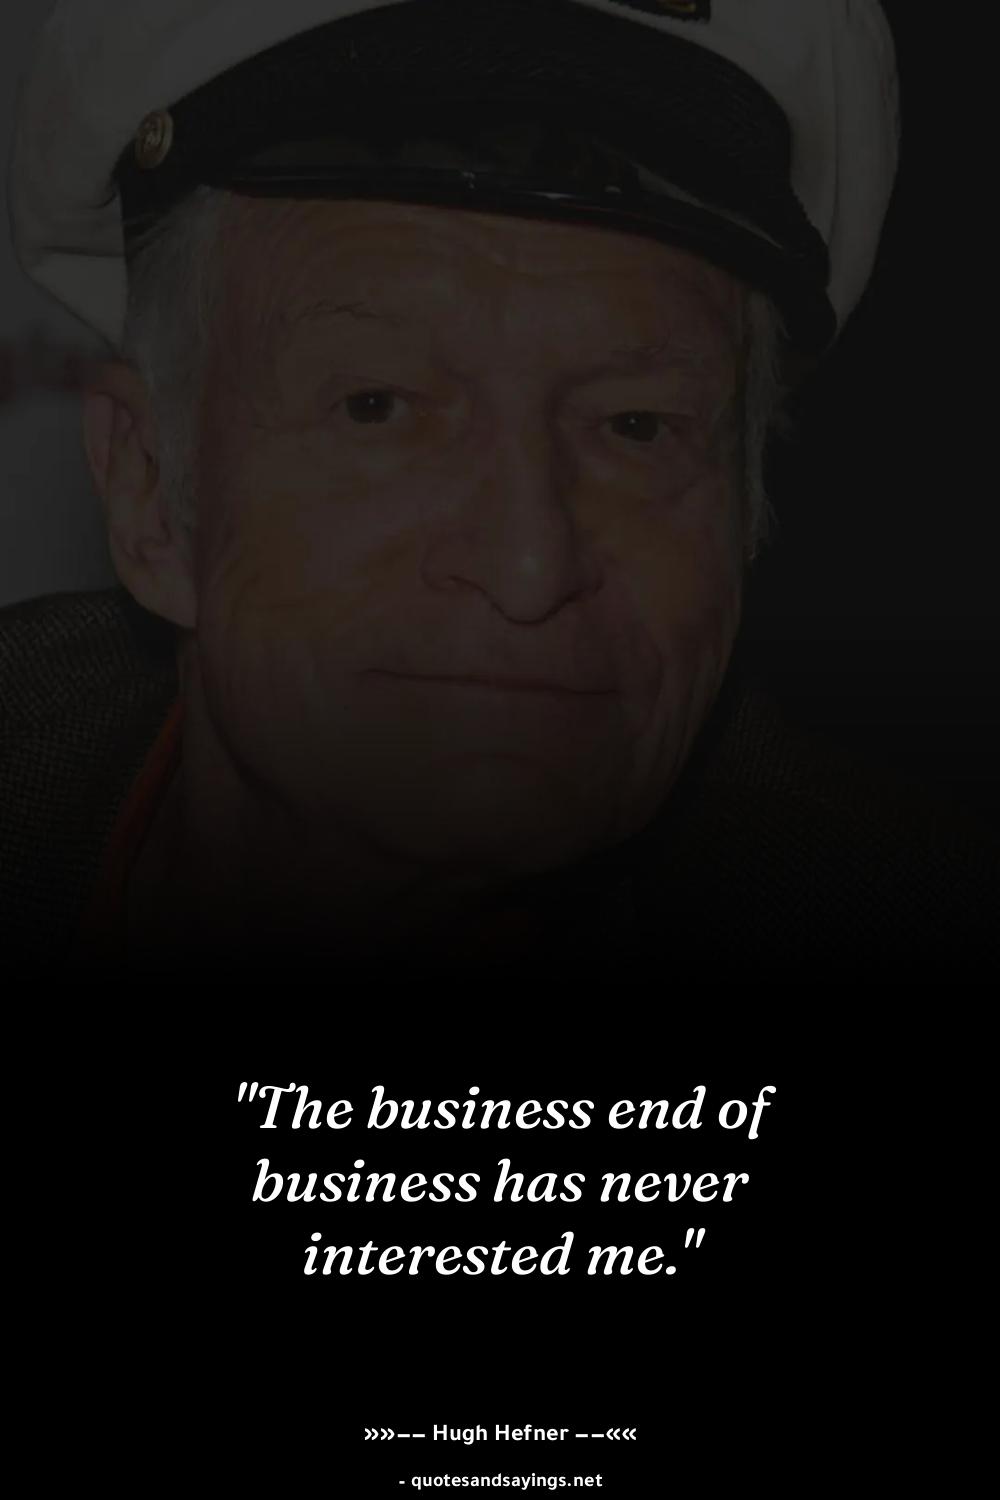 "The business end of
business has never
interested me."
»»–– Hugh Hefner ––««
- quotesandsayings.net